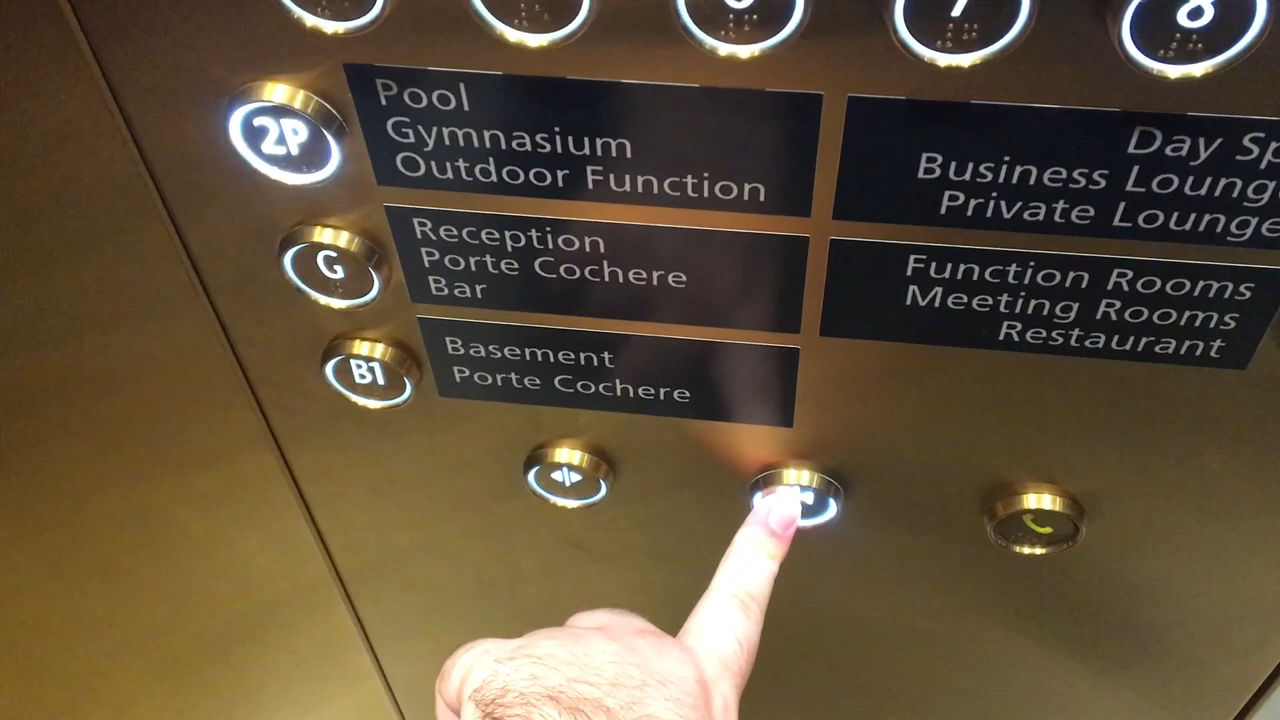 7
8
2P
Pool
Gymnasium
Outdoor Function
Day
Business
Private Lounge
G
Reception
Porte Cochere
Bar
Function Rooms
Meeting Rooms
Restaurant
B1
Basement
Porte Cochere